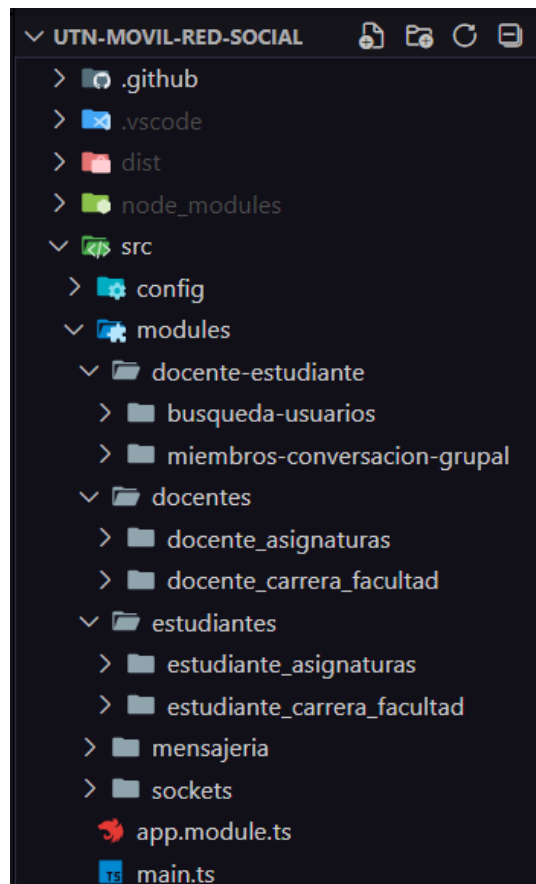 UTN-MOVIL-RED-SOCIAL
.github
.vscode
dist
node_modules
src
config
modules
docente-estudiante
busqueda-usuarios
miembros-conversacion-grupal
docentes
docente_asignaturas
docente_carrera_facultad
estudiantes
estudiante_asignaturas
estudiante_carrera_facultad
mensajeria
sockets
app.module.ts
TS main.ts